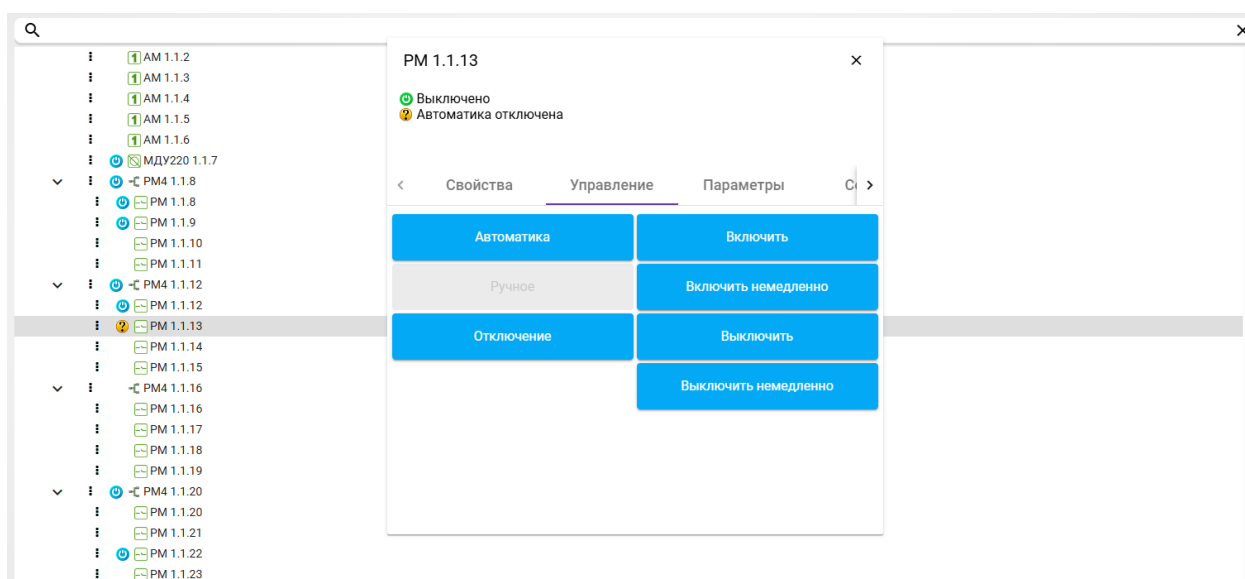 1 АМ 1.1.2
1 АМ 1.1.3
1 АМ 1.1.4
1 АМ 1.1.5
1 АМ 1.1.6
МДУ220 1.1.7
РМ4 1.1.8
РМ 1.1.8
РМ 1.1.9
РМ 1.1.10
РМ 1.1.11
РМ4 1.1.12
РМ 1.1.12
? РМ 1.1.13
РМ 1.1.14
РМ 1.1.15
РМ4 1.1.16
РМ 1.1.16
РМ 1.1.17
РМ 1.1.18
РМ 1.1.19
РМ4 1.1.20
РМ 1.1.20
РМ 1.1.21
РМ 1.1.22
РМ 1.1.23
РМ 1.1.13
Выключено
? Автоматика отключена
Свойства Управление Параметры
Автоматика Включить
Ручное Включить немедленно
Отключение Выключить
Выключить немедленно